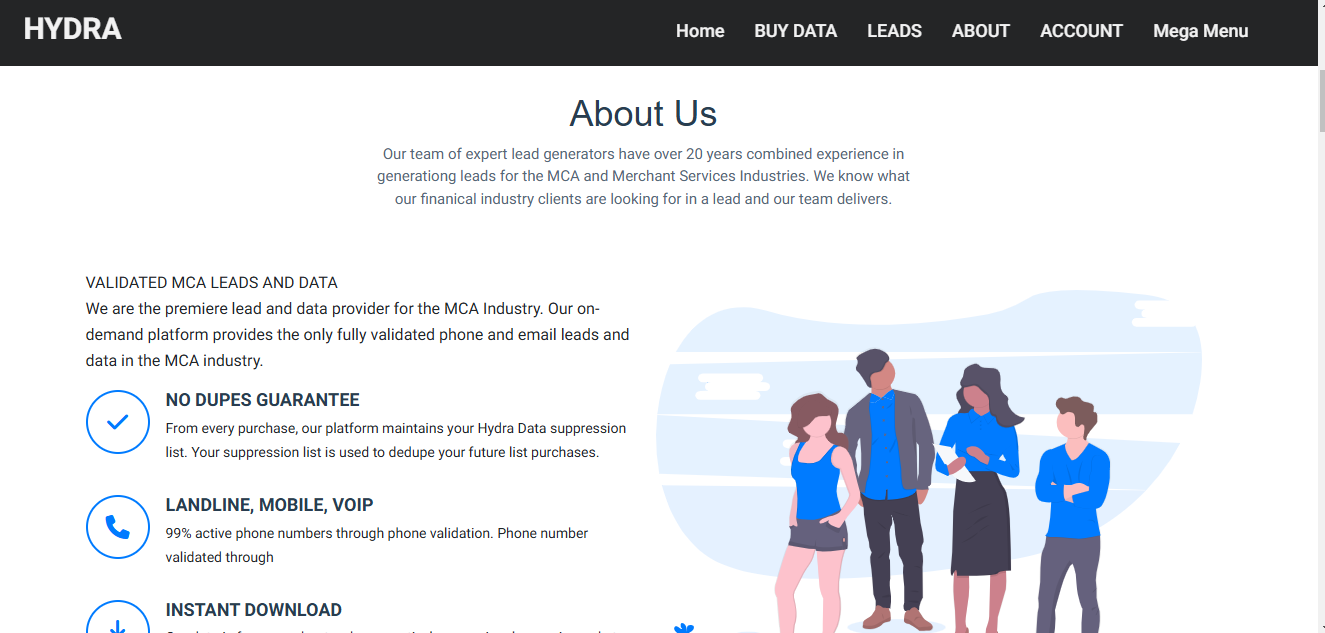 HYDRA
Home BUY DATA LEADS ABOUT ACCOUNT Mega Menu
About Us
Our team of expert lead generators have over 20 years combined experience in
generationg leads for the MCA and Merchant Services Industries. We know what
our finanical industry clients are looking for in a lead and our team delivers.
VALIDATED MCA LEADS AND DATA
We are the premiere lead and data provider for the MCA Industry. Our on-
demand platform provides the only fully validated phone and email leads and
data in the MCA industry.
NO DUPES GUARANTEE
From every purchase, our platform maintains your Hydra Data suppression
list. Your suppression list is used to dedupe your future list purchases.
LANDLINE, MOBILE, VOIP
99% active phone numbers through phone validation. Phone number
validated through
INSTANT DOWNLOAD